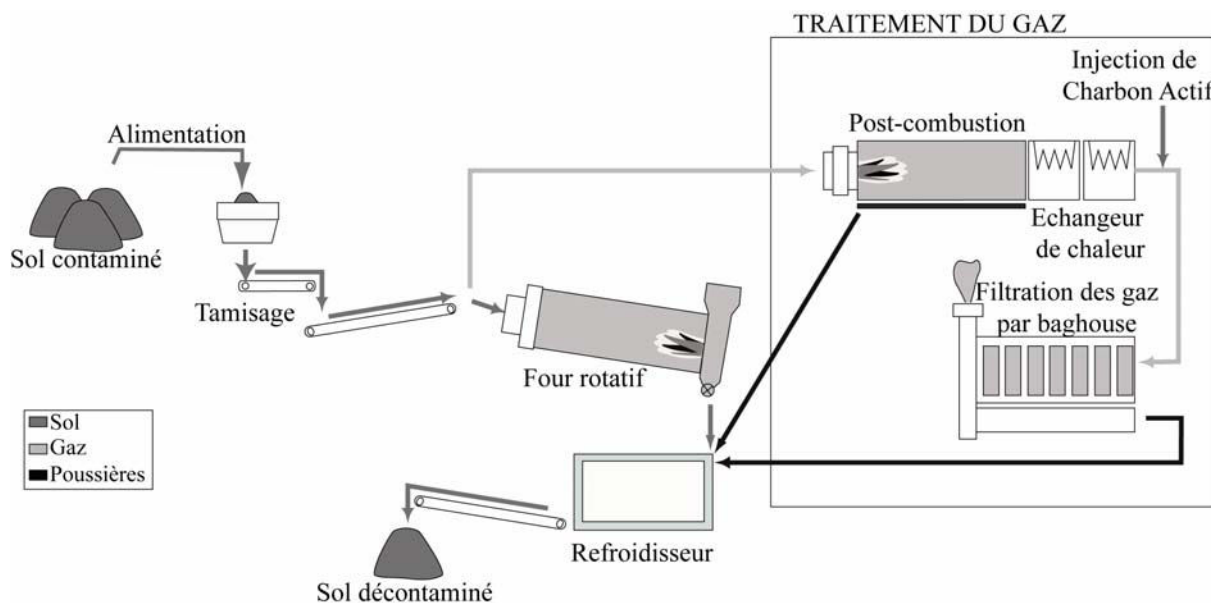 TRAITEMENT DU GAZ
Injection de
Charbon Actif
Post-combustion
Alimentation
Echangeur
de chaleur
Sol contaminé
Tamisage
Filtration des gaz
par baghouse
Four rotatif
Sol
Gaz
Poussières
Refroidisseur
Sol décontaminé